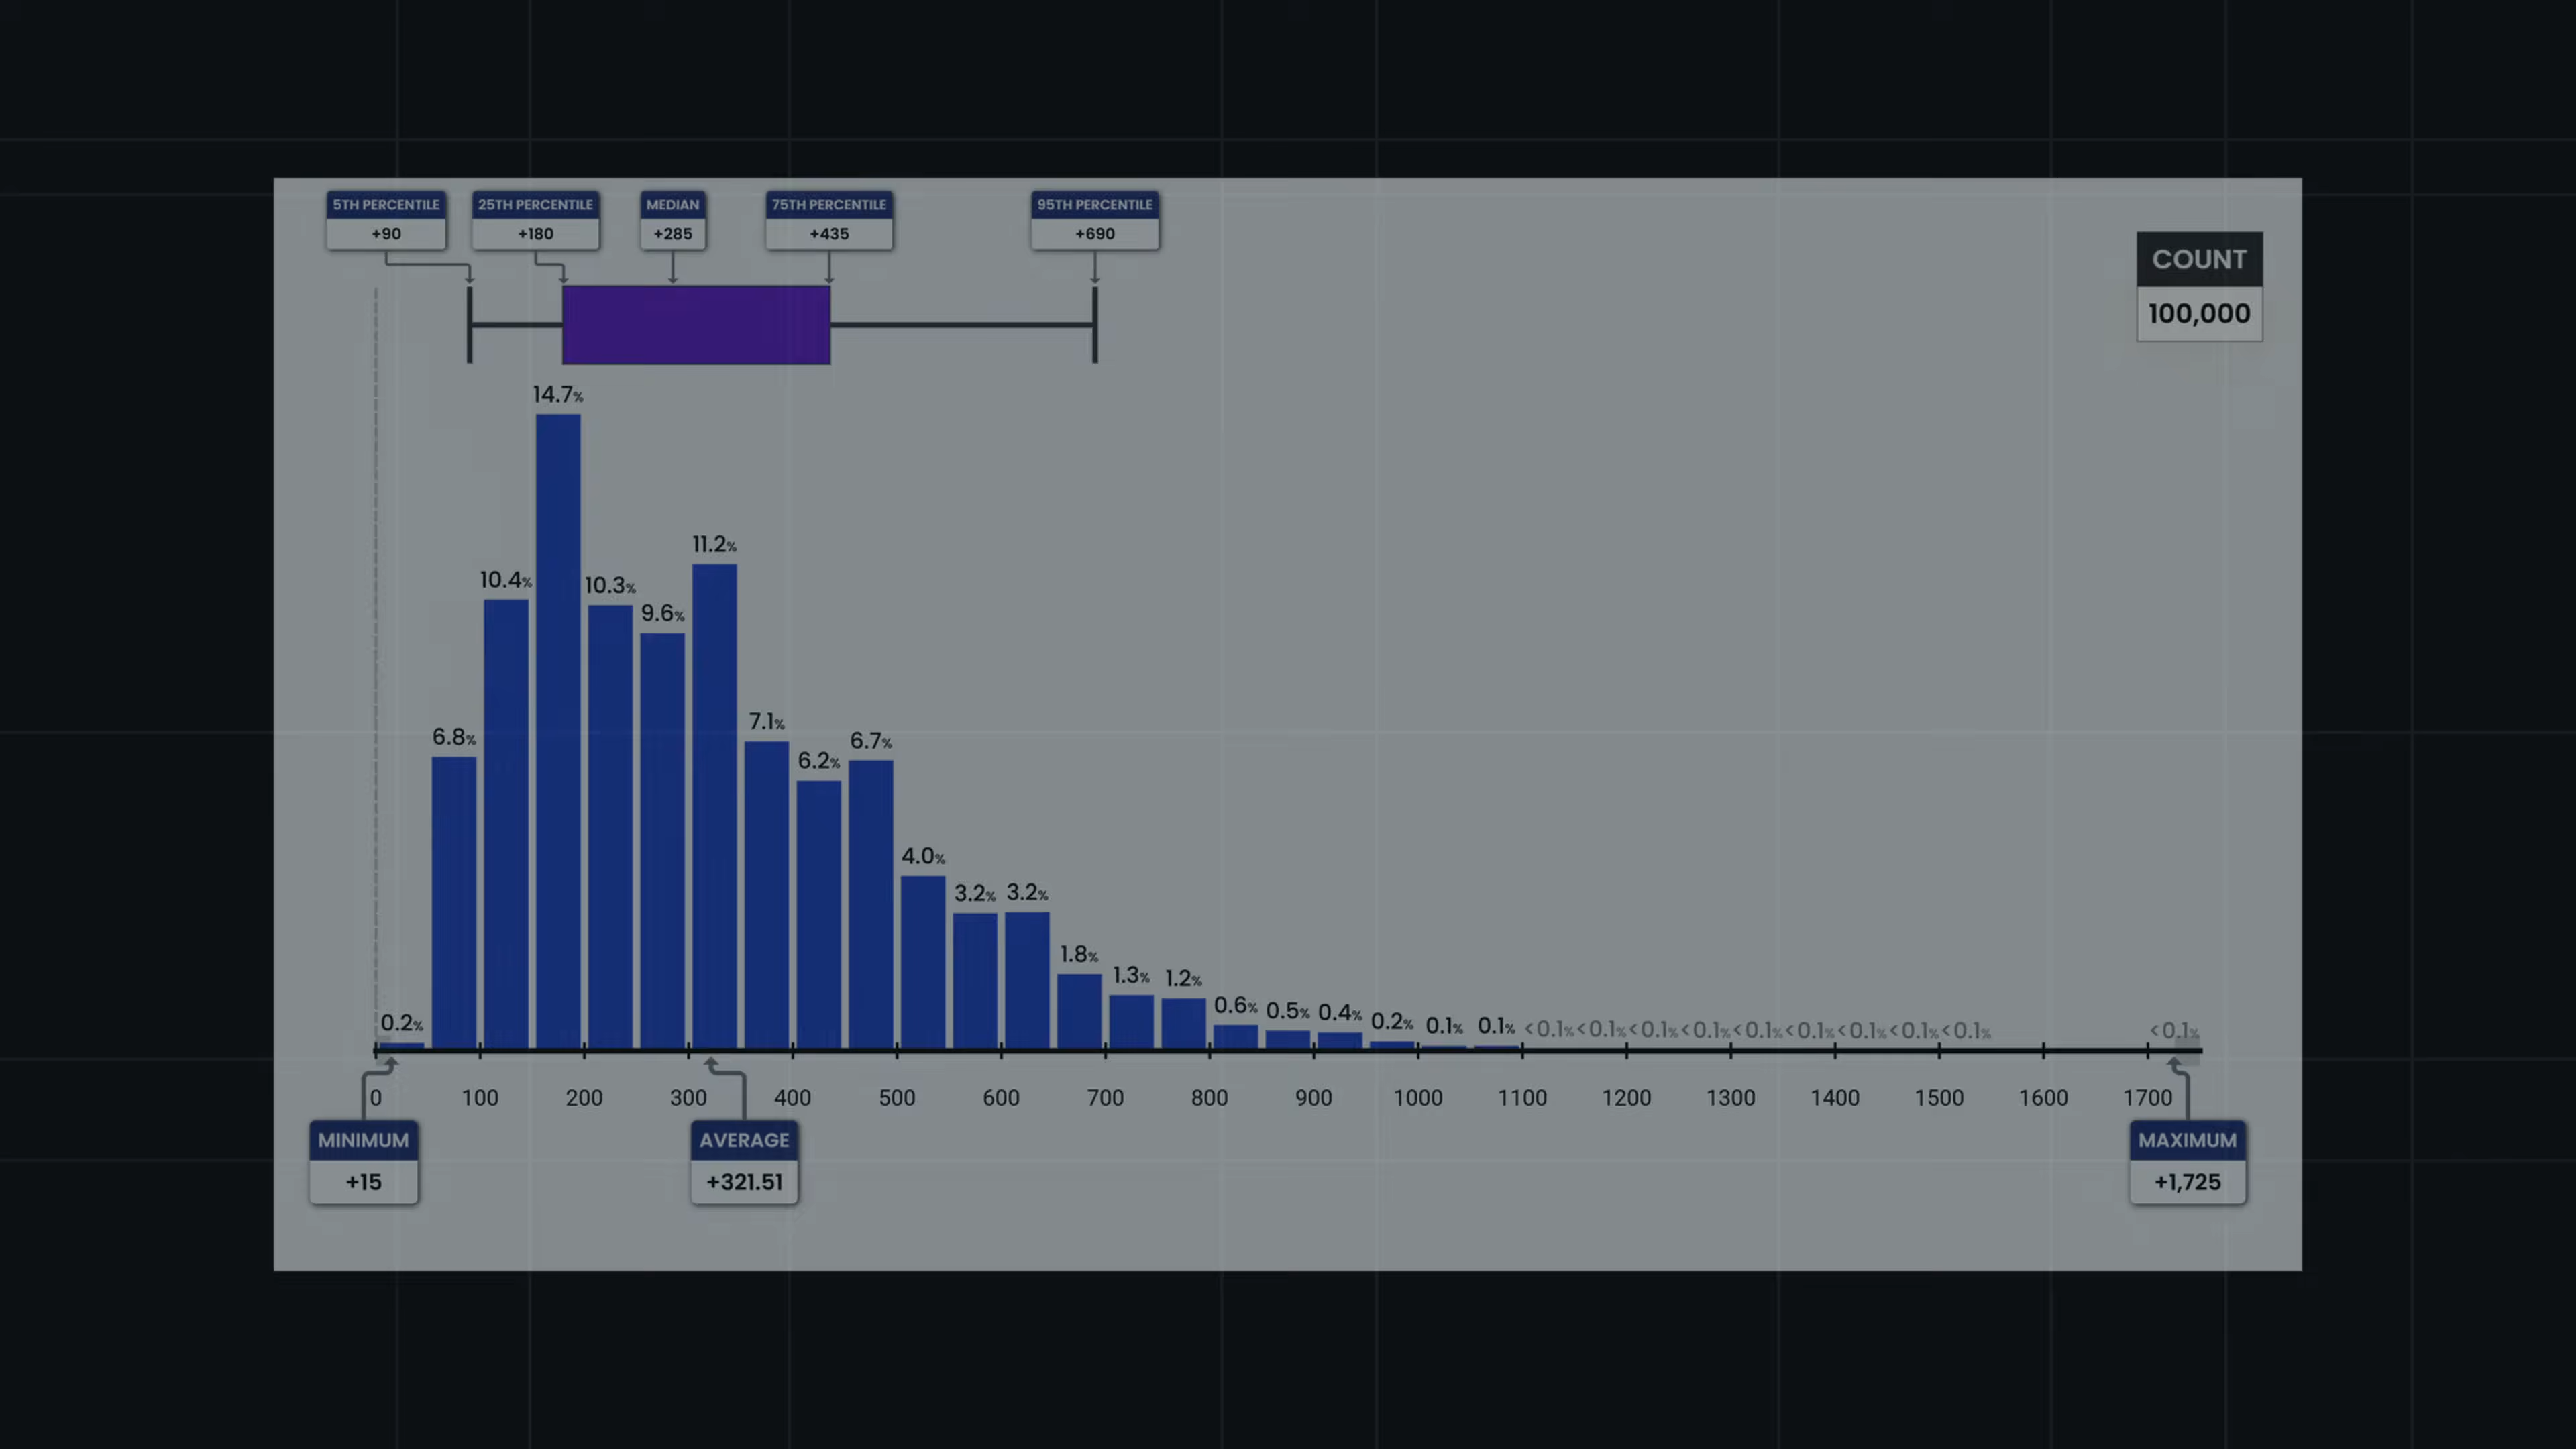 5TH PERCENTILE 25TH PERCENTILE MEDIAN 75TH PERCENTILE 95TH PERCENTILE
+90 +180 +285 +435 +690
COUNT
100,000
14.7%
11.2%
10.4% 10.3%
9.6%
7.1%
6.8% 6.2% 6.7%
4.0%
3.2% 3.2%
1.8%
1.3% 1.2%
0.2% 0.6% 0.5% 0.4% 0.2% 0.1% 0.1% <0.1% <0.1% <0.1% <0.1% <0.1% <0.1% <0.1% <0.1% <0.1% <0.1%
0 100 200 300 400 500 600 700 800 900 1000 1100 1200 1300 1400 1500 1600 1700
MINIMUM AVERAGE MAXIMUM
+15 +321.51 +1,725